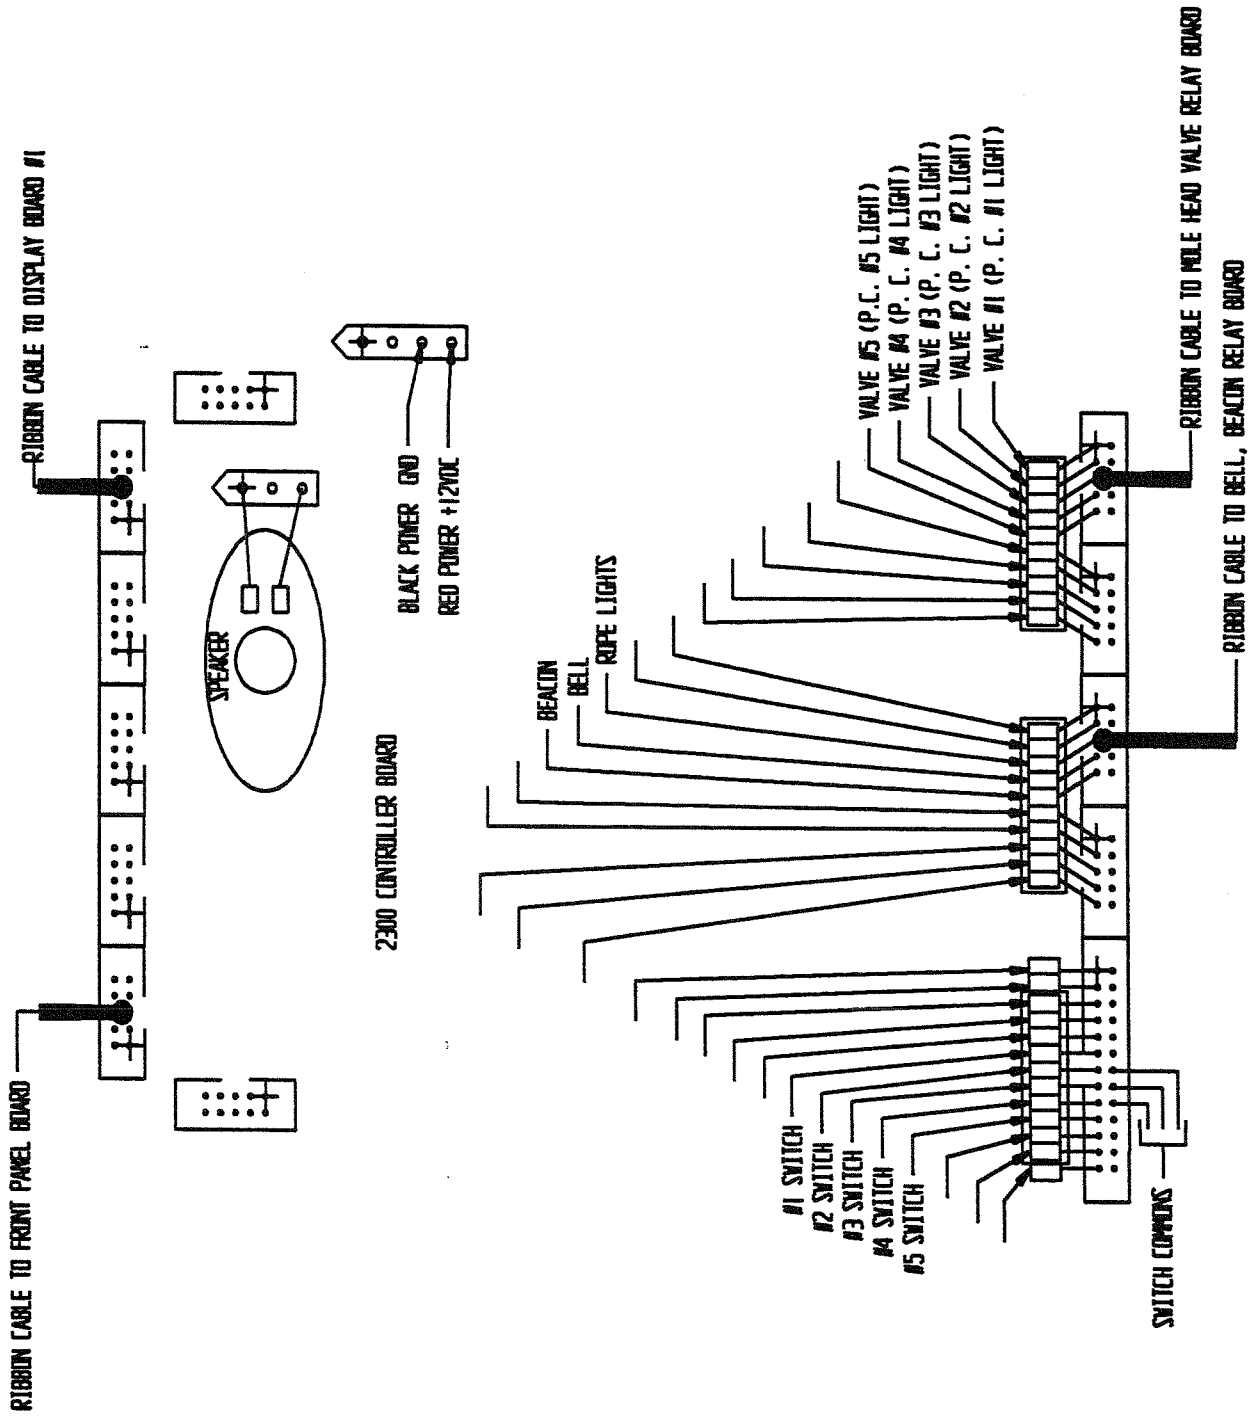 RIBBON CABLE TO FRONT PANEL BOARD
RIBBON CABLE TO DISPLAY BOARD #1
SPEAKER
2300 CONTROLLER BOARD
BLACK POWER GND
RED POWER +12VDC
BEACON
BELL
ROPE LIGHTS
#1 SWITCH
#2 SWITCH
#3 SWITCH
#4 SWITCH
#5 SWITCH
VALVE #5 (P.C. #5 LIGHT)
VALVE #4 (P. C. #4 LIGHT)
VALVE #3 (P. C. #3 LIGHT)
VALVE #2 (P. C. #2 LIGHT)
VALVE #1 (P. C. #1 LIGHT)
SWITCH COMMONS
RIBBON CABLE TO MOLE HEAD VALVE RELAY BOARD
RIBBON CABLE TO BELL, BEACON RELAY BOARD